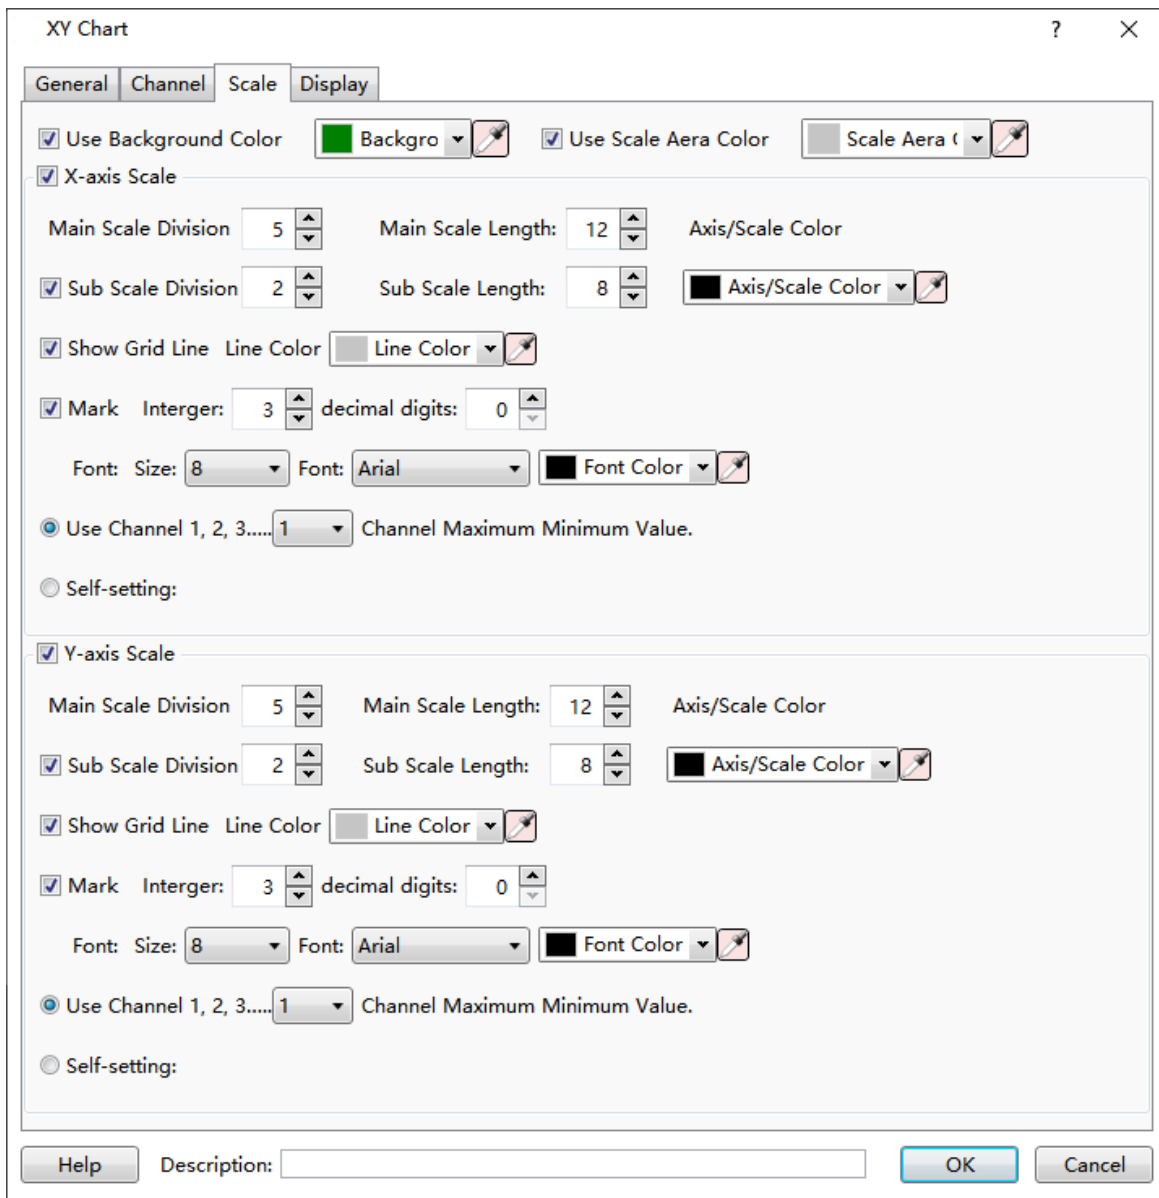 XY Chart ?
General Channel Scale Display
Use Background Color Backgro Use Scale Aera Color Scale Aera (
X-axis Scale
Main Scale Division 5 Main Scale Length: 12 Axis/Scale Color
Sub Scale Division 2 Sub Scale Length: 8 Axis/Scale Color
Show Grid Line Line Color Line Color
Mark Interger: 3 decimal digits: 0
Font: Size: 8 Font: Arial Font Color
Use Channel 1, 2, 3..... 1 Channel Maximum Minimum Value.
Self-setting:
Y-axis Scale
Main Scale Division 5 Main Scale Length: 12 Axis/Scale Color
Sub Scale Division 2 Sub Scale Length: 8 Axis/Scale Color
Show Grid Line Line Color Line Color
Mark Interger: 3 decimal digits: 0
Font: Size: 8 Font: Arial Font Color
Use Channel 1, 2, 3..... 1 Channel Maximum Minimum Value.
Self-setting:
Help Description: OK Cancel